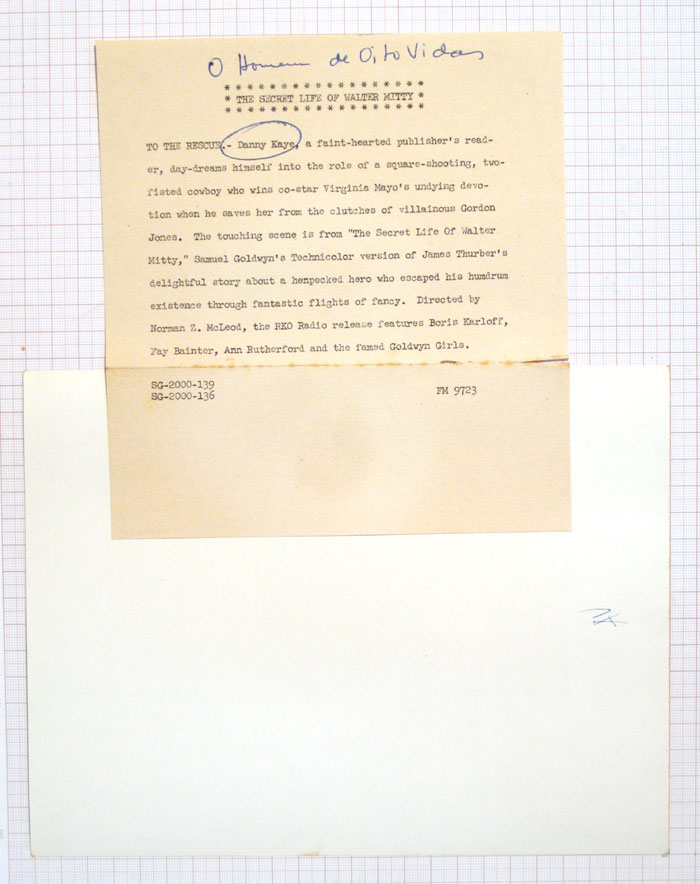 O Homem de Oito Vidas
* * * * * * * * * * * * * * * * * *
* THE SECRET LIFE OF WALTER MITTY *
* * * * * * * * * * * * * * * * * *
TO THE RESCUE.- Danny Kaye, a faint-hearted publisher's read-
er, day-dreams himself into the role of a square-shooting, two-
fisted cowboy who wins co-star Virginia Mayo's undying devo-
tion when he saves her from the clutches of villainous Gordon
Jones.  The touching scene is from "The Secret Life Of Walter
Mitty," Samuel Goldwyn's Technicolor version of James Thurber's
delightful story about a henpecked hero who escaped his humdrum
existence through fantastic flights of fancy.  Directed by
Norman Z. McLeod, the RKO Radio release features Boris Karloff,
Fay Bainter, Ann Rutherford and the famed Goldwyn Girls.
SG-2000-139
SG-2000-136
FM 9723